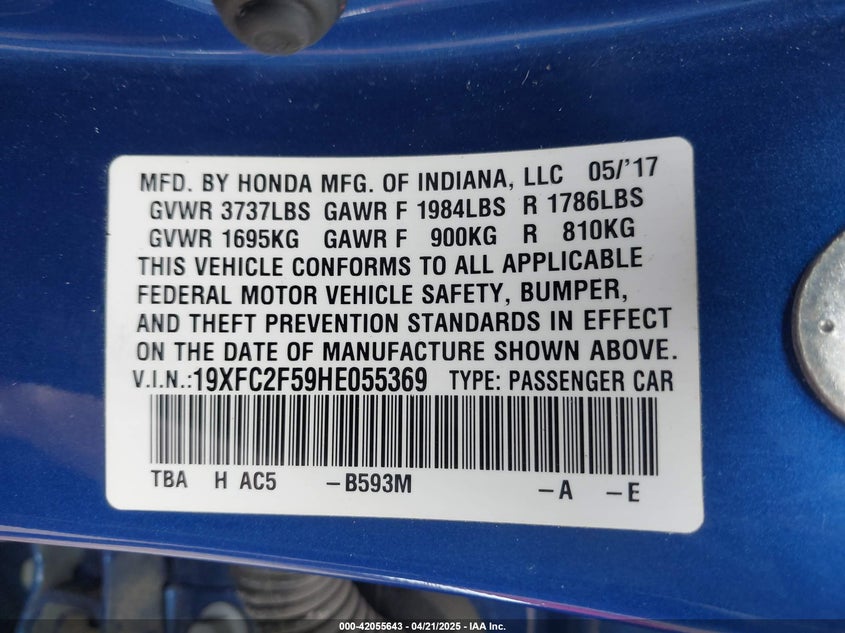 MFD. BY HONDA MFG. OF INDIANA, LLC 05/'17
GVWR 3737LBS GAWR F 1984LBS R 1786LBS
GVWR 1695KG GAWR F 900KG R 810KG
THIS VEHICLE CONFORMS TO ALL APPLICABLE
FEDERAL MOTOR VEHICLE SAFETY, BUMPER,
AND THEFT PREVENTION STANDARDS IN EFFECT
ON THE DATE OF MANUFACTURE SHOWN ABOVE.
V.I.N.:19XFC2F59HE055369 TYPE: PASSENGER CAR
TBA H AC5 -B593M -A -E
000-42055643 - 04/21/2025 - IAA Inc.